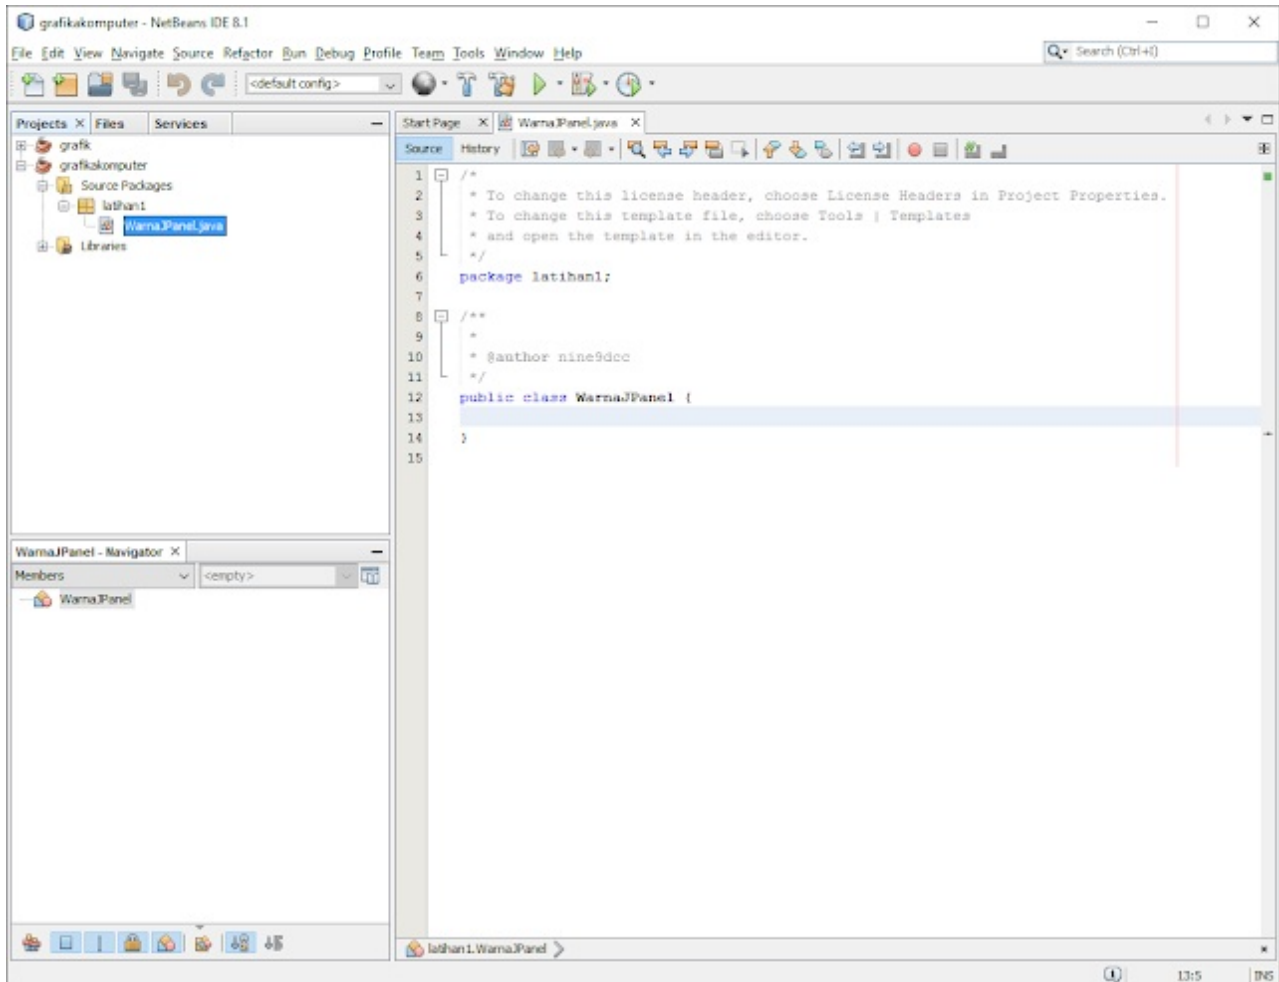 grafikakomputer - NetBeans IDE 8.1
File Edit View Navigate Source Refactor Run Debug Profile Team Tools Window Help
Search (Ctrl+I)
<default config>
Projects Files Services
grafik
grafikakomputer
Source Packages
latihan1
WarnaJPanel.java
Libraries
Start Page WarnaJPanel.java
Source History
1 /*
2 * To change this license header, choose License Headers in Project Properties.
3 * To change this template file, choose Tools | Templates
4 * and open the template in the editor.
5 */
6 package latihan1;
7
8 /**
9 *
10 * @author nine9dcc
11 */
12 public class WarnaJPanel {
13
14 }
15
WarnaJPanel - Navigator
Members <empty>
WarnaJPanel
latihan1.WarnaJPanel
1 13:5 INS